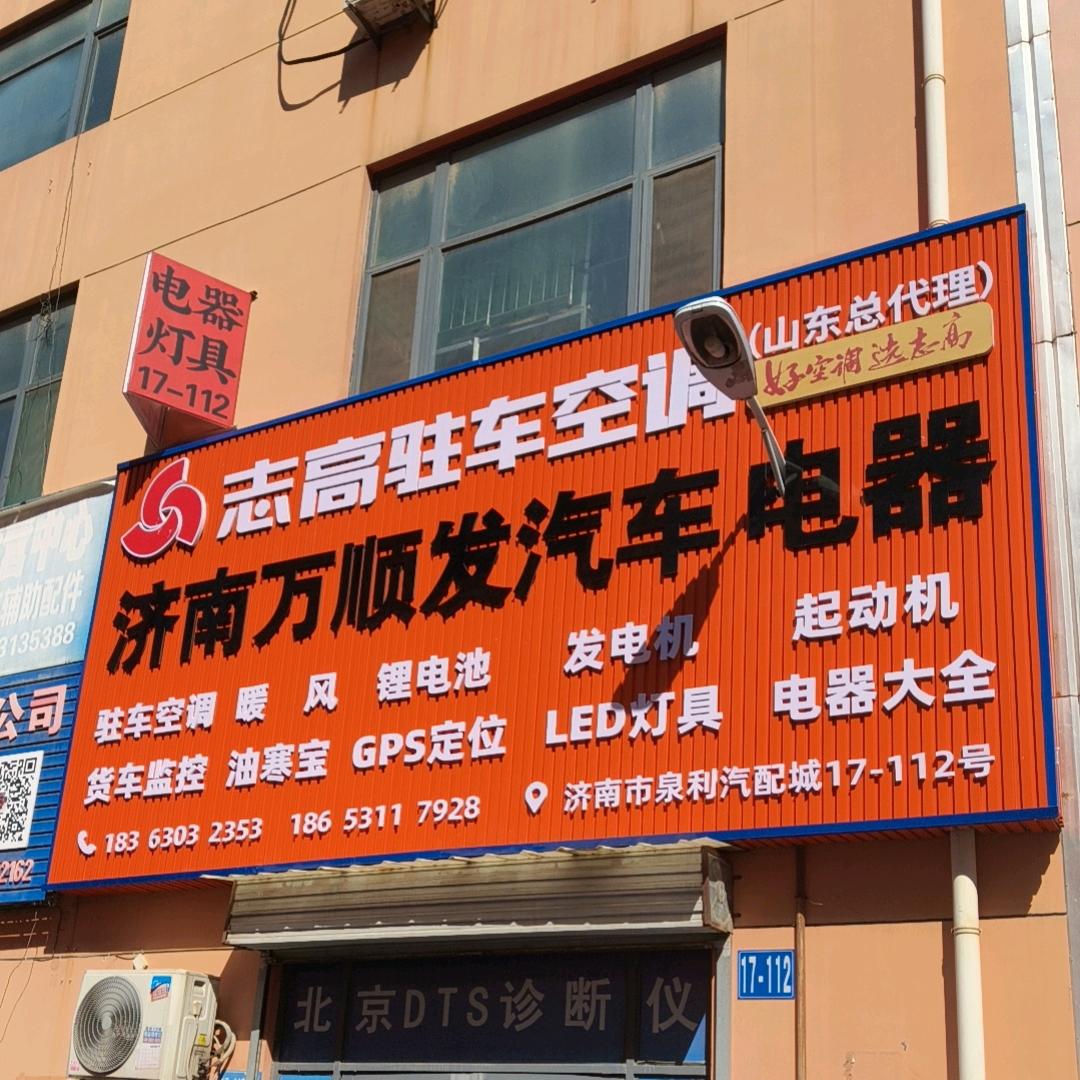 电器
灯具
17-112
志高驻车空调
(山东总代理)
好空调 选志高
济南万顺发汽车电器
驻车空调 暖 风 锂电池 发电机 起动机
货车监控 油寒宝 GPS定位 LED灯具 电器大全
183 6303 2353 186 5311 7928 济南市泉利汽配城17-112号
中心
辅助配件
3135388
公司
2162
17-112
北京DTS诊断仪